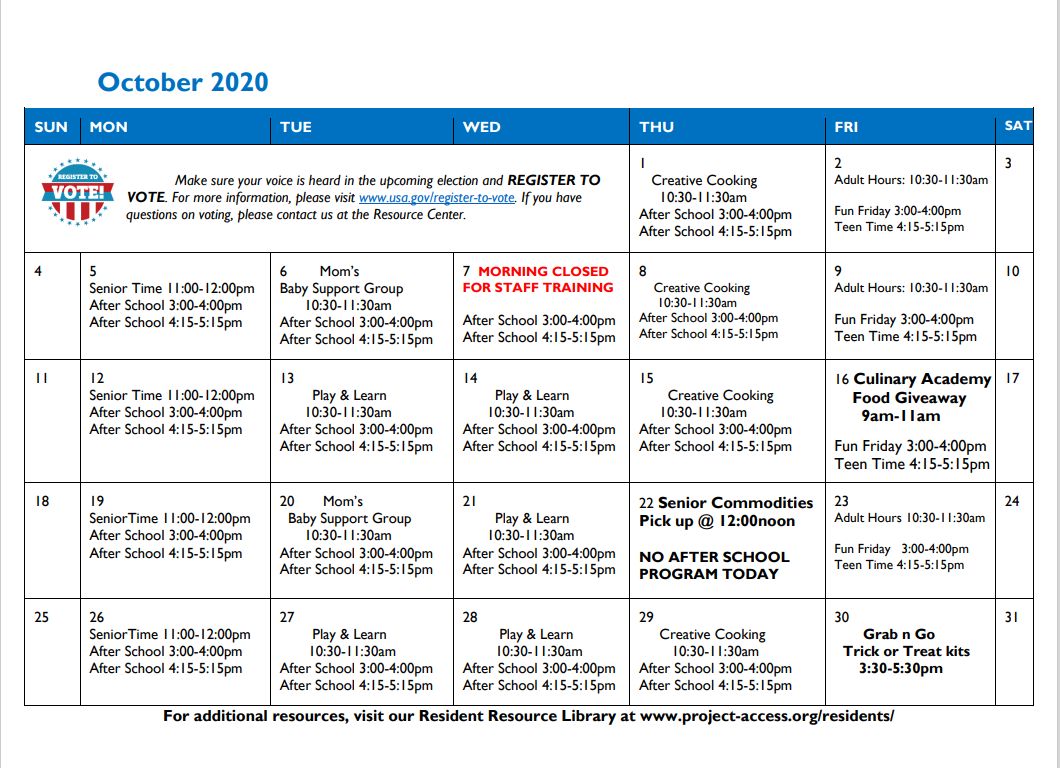 October 2020
SUN MON TUE WED THU FRI SAT
REGISTER TO
VOTE!
Make sure your voice is heard in the upcoming election and REGISTER TO
VOTE. For more information, please visit www.usa.gov/register-to-vote. If you have
questions on voting, please contact us at the Resource Center.
1
Creative Cooking
10:30-11:30am
After School 3:00-4:00pm
After School 4:15-5:15pm
2
Adult Hours: 10:30-11:30am
Fun Friday 3:00-4:00pm
Teen Time 4:15-5:15pm
3
4
5
Senior Time 11:00-12:00pm
After School 3:00-4:00pm
After School 4:15-5:15pm
6 Mom's
Baby Support Group
10:30-11:30am
After School 3:00-4:00pm
After School 4:15-5:15pm
7 MORNING CLOSED
FOR STAFF TRAINING
After School 3:00-4:00pm
After School 4:15-5:15pm
8
Creative Cooking
10:30-11:30am
After School 3:00-4:00pm
After School 4:15-5:15pm
9
Adult Hours: 10:30-11:30am
Fun Friday 3:00-4:00pm
Teen Time 4:15-5:15pm
10
11
12
Senior Time 11:00-12:00pm
After School 3:00-4:00pm
After School 4:15-5:15pm
13
Play & Learn
10:30-11:30am
After School 3:00-4:00pm
After School 4:15-5:15pm
14
Play & Learn
10:30-11:30am
After School 3:00-4:00pm
After School 4:15-5:15pm
15
Creative Cooking
10:30-11:30am
After School 3:00-4:00pm
After School 4:15-5:15pm
16 Culinary Academy
Food Giveaway
9am-11am
Fun Friday 3:00-4:00pm
Teen Time 4:15-5:15pm
17
18
19
SeniorTime 11:00-12:00pm
After School 3:00-4:00pm
After School 4:15-5:15pm
20 Mom's
Baby Support Group
10:30-11:30am
After School 3:00-4:00pm
After School 4:15-5:15pm
21
Play & Learn
10:30-11:30am
After School 3:00-4:00pm
After School 4:15-5:15pm
22 Senior Commodities
Pick up @ 12:00noon
NO AFTER SCHOOL
PROGRAM TODAY
23
Adult Hours 10:30-11:30am
Fun Friday 3:00-4:00pm
Teen Time 4:15-5:15pm
24
25
26
SeniorTime 11:00-12:00pm
After School 3:00-4:00pm
After School 4:15-5:15pm
27
Play & Learn
10:30-11:30am
After School 3:00-4:00pm
After School 4:15-5:15pm
28
Play & Learn
10:30-11:30am
After School 3:00-4:00pm
After School 4:15-5:15pm
29
Creative Cooking
10:30-11:30am
After School 3:00-4:00pm
After School 4:15-5:15pm
30
Grab n Go
Trick or Treat kits
3:30-5:30pm
31
For additional resources, visit our Resident Resource Library at www.project-access.org/residents/